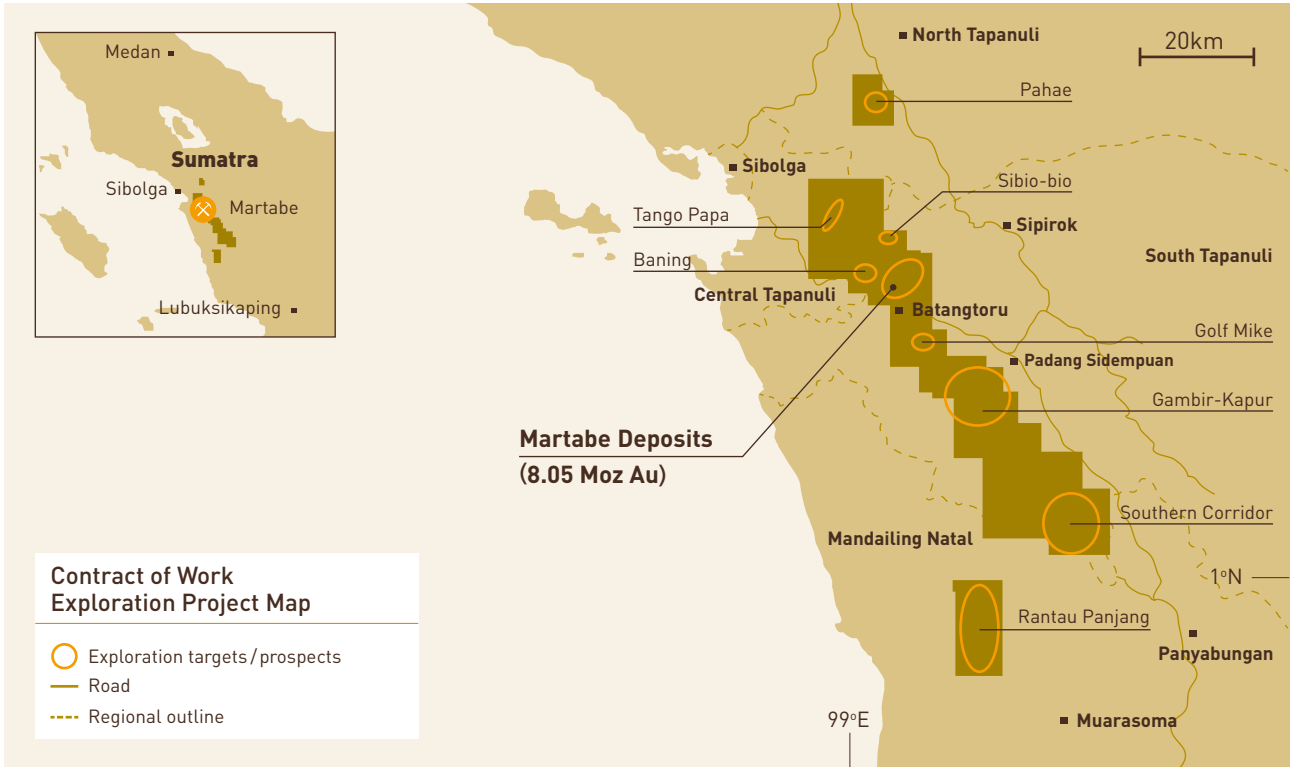 Medan
Sumatra
Sibolga
Martabe
Lubuksikaping
North Tapanuli
20km
Pahae
Sibolga
Sibio-bio
Tango Papa
Sipirok
Baning
South Tapanuli
Central Tapanuli
Batangtoru
Golf Mike
Padang Sidempuan
Gambir-Kapur
Martabe Deposits
(8.05 Moz Au)
Southern Corridor
Mandailing Natal
1ºN
Rantau Panjang
Panyabungan
99ºE
Muarasoma
Contract of Work
Exploration Project Map
Exploration targets/prospects
Road
Regional outline